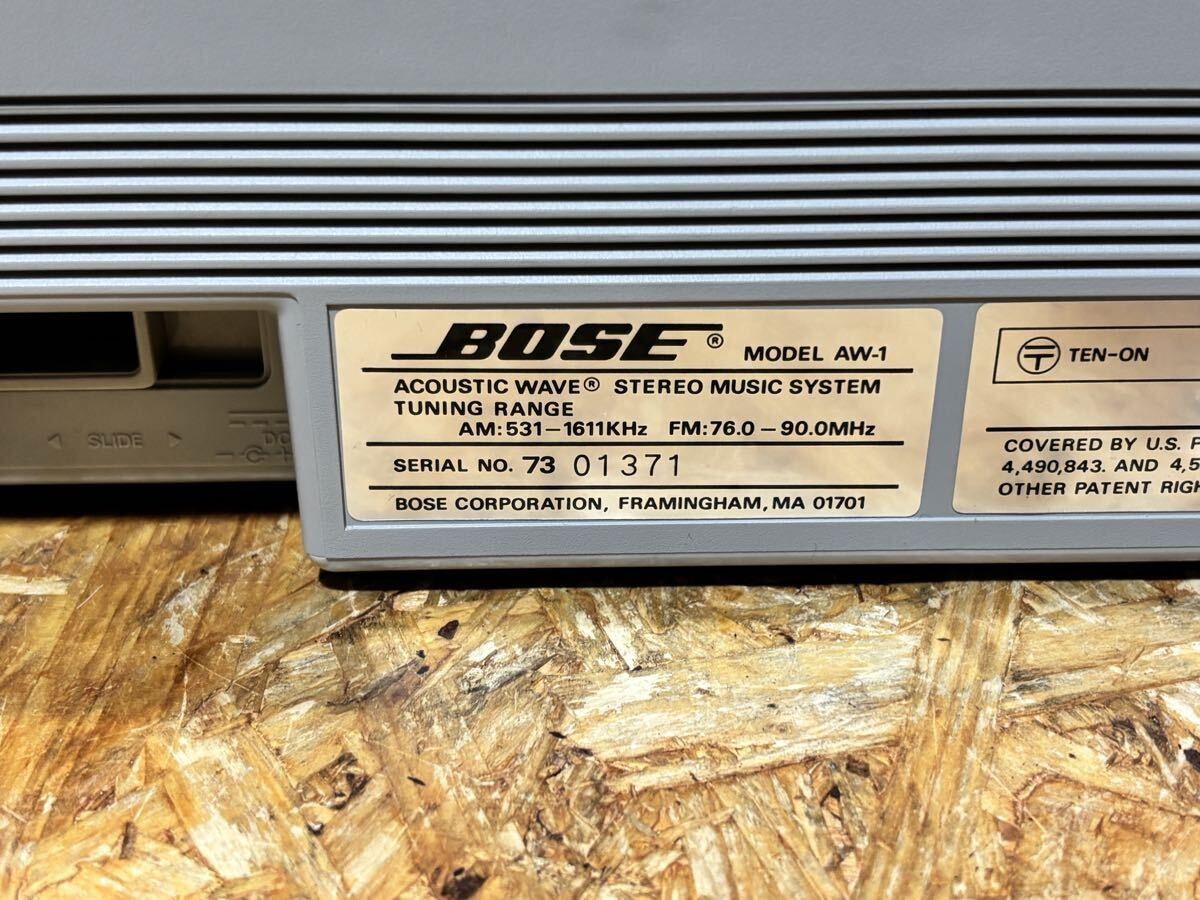 BOSE® MODEL AW-1
ACOUSTIC WAVE® STEREO MUSIC SYSTEM
TUNING RANGE
AM:531–1611KHz FM:76.0–90.0MHz
SERIAL NO. 73 01371
BOSE CORPORATION, FRAMINGHAM, MA 01701
TEN-ON
COVERED BY U.S.
4,490,843. AND
OTHER PATENT
◁ SLIDE ▷
DC